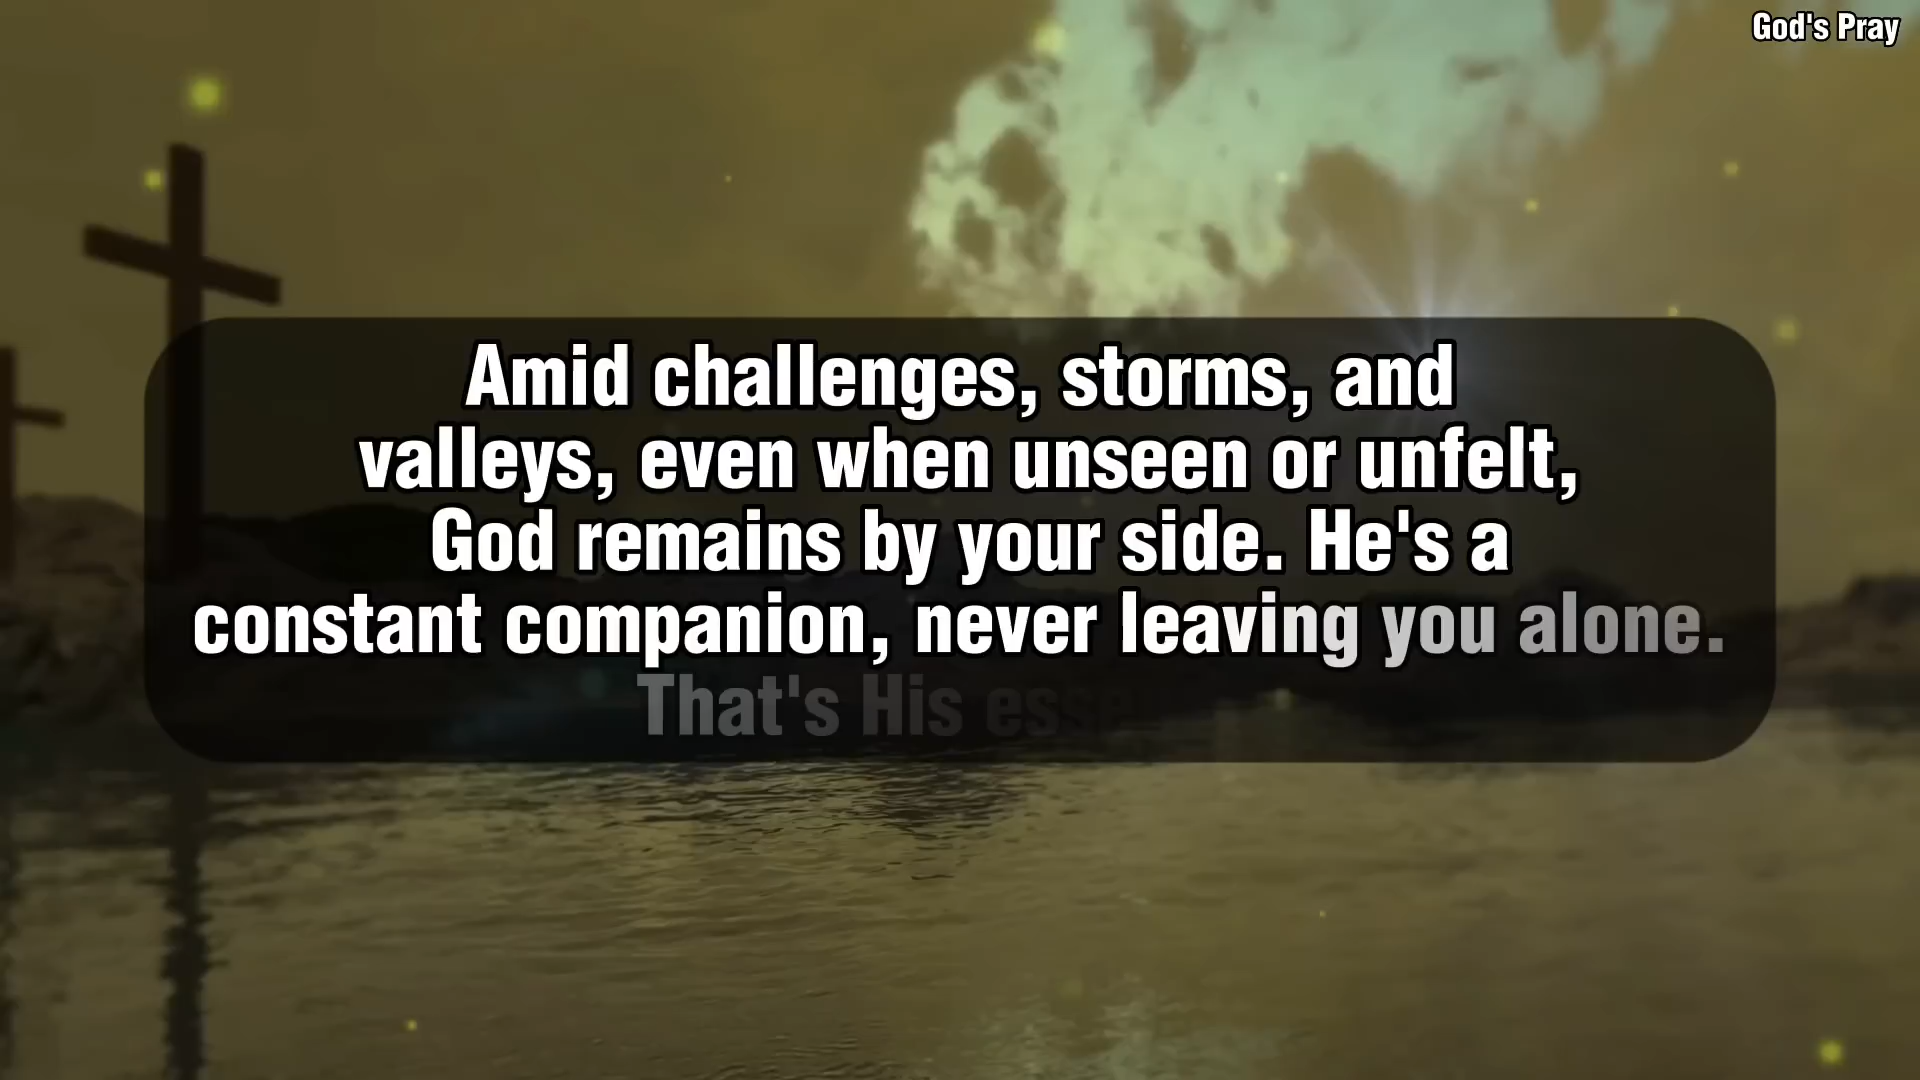 God's Pray
Amid challenges, storms, and
valleys, even when unseen or unfelt,
God remains by your side. He's a
constant companion, never leaving you alone.
That's His